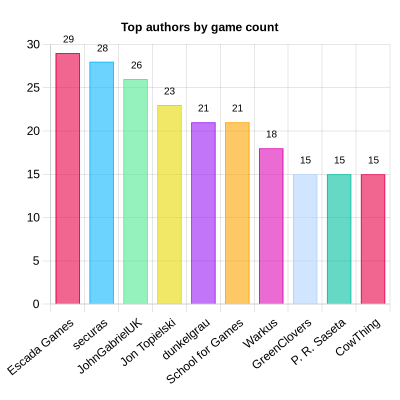 Top authors by game count
30
25
20
15
10
5
0
29
28
26
23
21
21
18
15
15
15
Escada Games
securas
JohnGabrielUK
Jon Topielski
dunkelgrau
School for Games
Warkus
GreenClovers
P. R. Saseta
CowThing